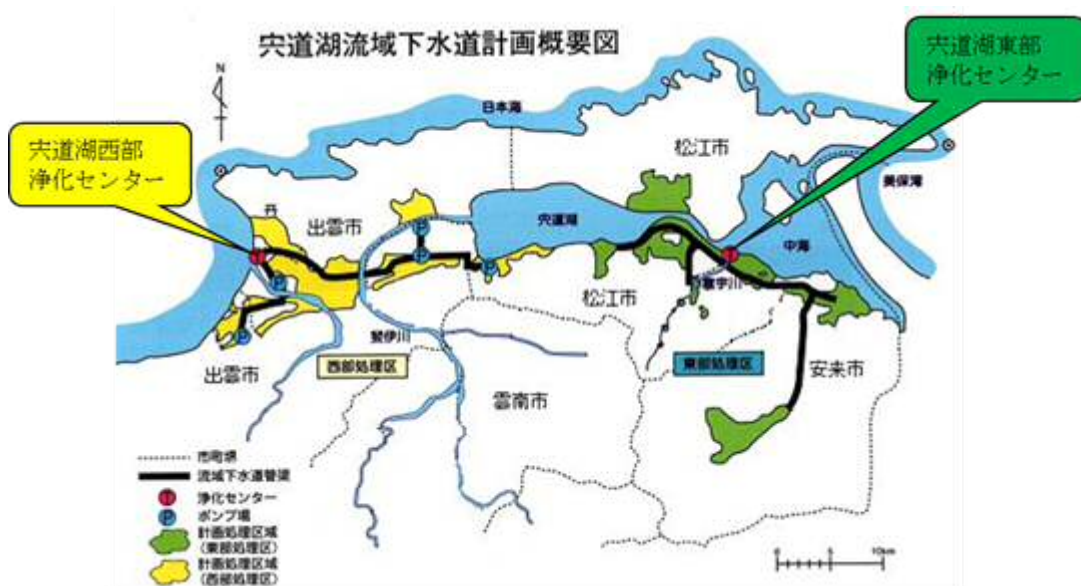 宍道湖流域下水道計画概要図
宍道湖東部
浄化センター
宍道湖西部
浄化センター
N
日本海
松江市
美保湾
出雲市
宍道湖
中海
P
P
P
P
P
松江市
意宇川
斐伊川
出雲市
西部処理区
東部処理区
安来市
雲南市
市町堺
流域下水道管渠
浄化センター
P
ポンプ場
計画処理区域
(東部処理区)
計画処理区域
(西部処理区)
0
5
10km